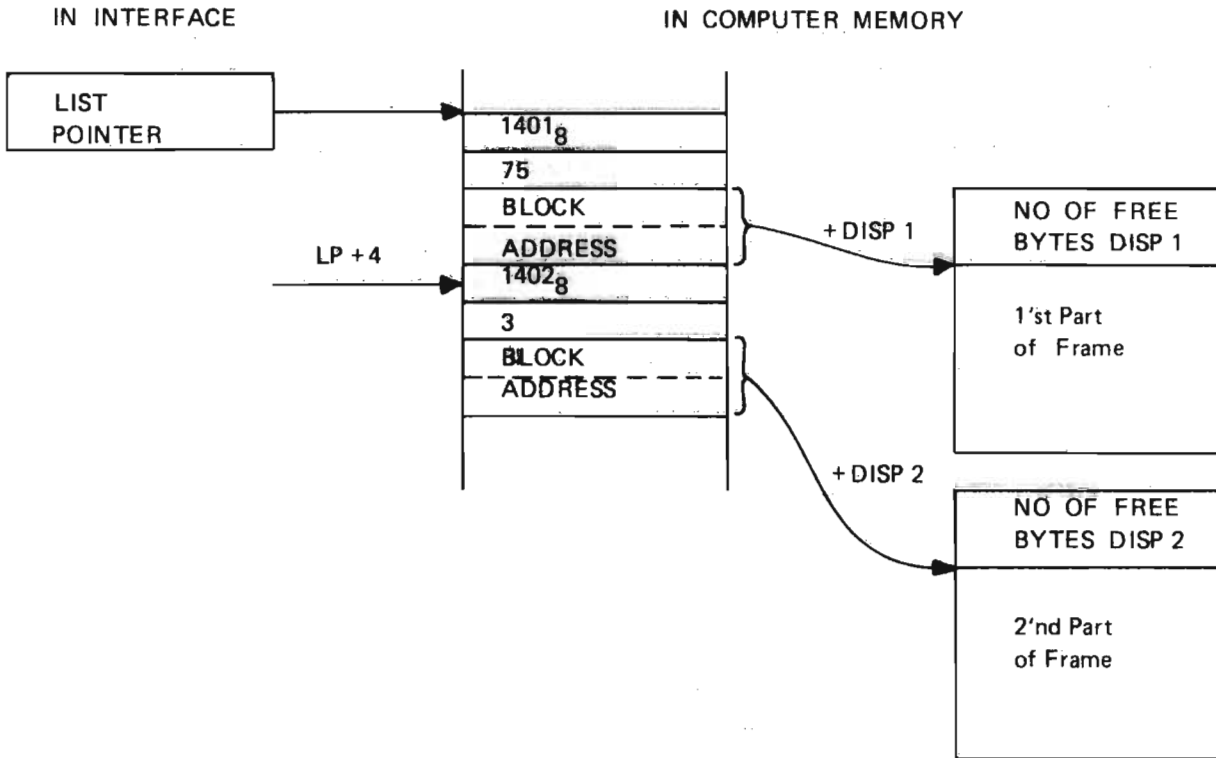 IN INTERFACE
IN COMPUTER MEMORY
LIST
POINTER
1401₈
75
BLOCK
ADDRESS
LP +4
1402₈
3
BLOCK
ADDRESS
+ DISP 1
NO OF FREE
BYTES DISP 1
1'st Part
of Frame
+ DISP 2
NO OF FREE
BYTES DISP 2
2'nd Part
of Frame